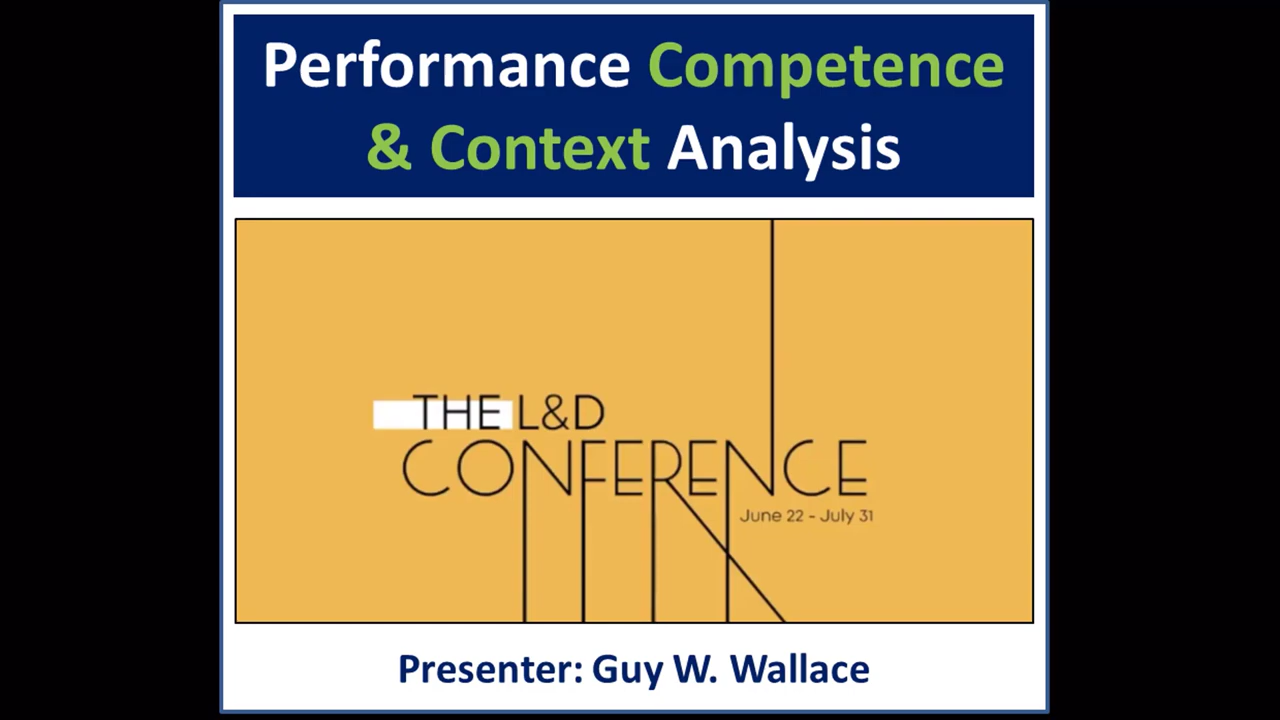 Performance Competence
& Context Analysis
THE L&D
CONFERENCE
June 22 - July 31
Presenter: Guy W. Wallace